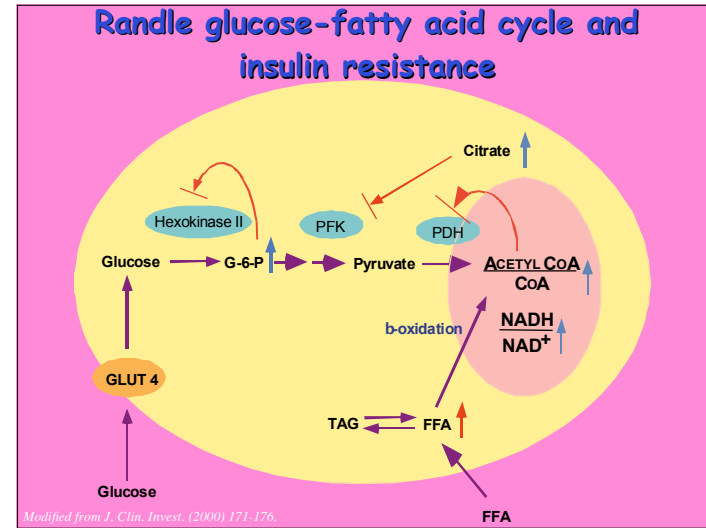 Randle glucose-fatty acid cycle and
insulin resistance
Citrate
Hexokinase II
PFK
PDH
Glucose
G-6-P
Pyruvate
ACETYL COA
COA
b-oxidation
NADH
NAD+
GLUT 4
TAG
FFA
Glucose
FFA
Modified from J. Clin. Invest. (2000) 171-176.